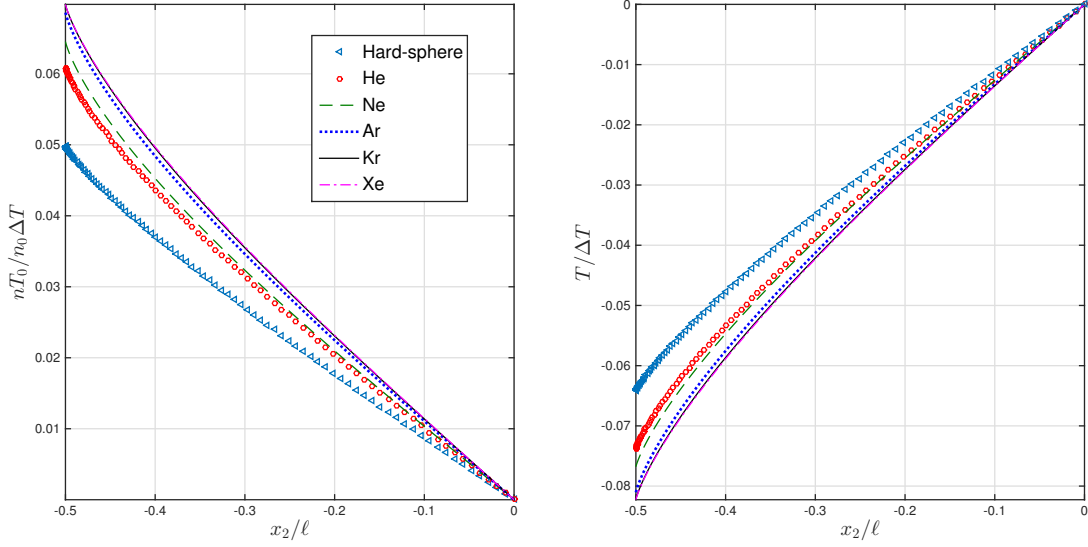 nT₀/n₀ΔT
0.06
0.05
0.04
0.03
0.02
0.01
-0.5
-0.4
-0.3
-0.2
-0.1
0
x₂/ℓ
Hard-sphere
He
Ne
Ar
Kr
Xe
T/ΔT
0
-0.01
-0.02
-0.03
-0.04
-0.05
-0.06
-0.07
-0.08
-0.5
-0.4
-0.3
-0.2
-0.1
0
x₂/ℓ